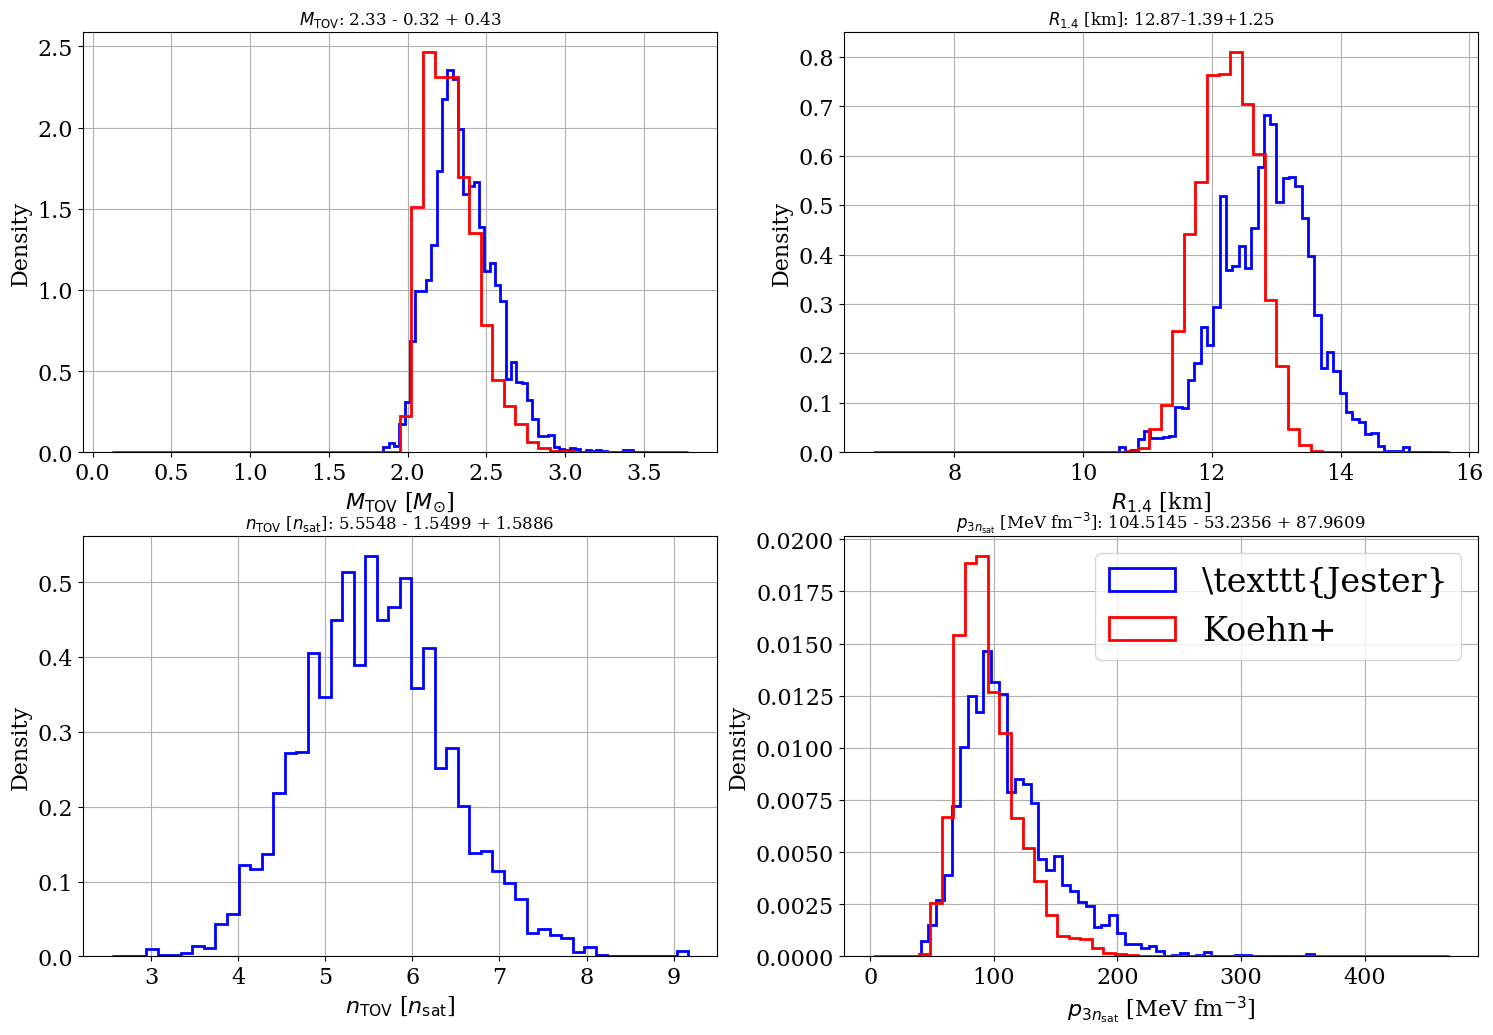 M_TOV: 2.33 - 0.32 + 0.43
Density
2.5
2.0
1.5
1.0
0.5
0.0
0.0 0.5 1.0 1.5 2.0 2.5 3.0 3.5
M_TOV [M_⊙]
R_1.4 [km]: 12.87-1.39+1.25
Density
0.8
0.7
0.6
0.5
0.4
0.3
0.2
0.1
0.0
8 10 12 14 16
R_1.4 [km]
n_TOV [n_sat]: 5.5548 - 1.5499 + 1.5886
Density
0.5
0.4
0.3
0.2
0.1
0.0
3 4 5 6 7 8 9
n_TOV [n_sat]
p_3n_sat [MeV fm⁻³]: 104.5145 - 53.2356 + 87.9609
Density
0.0200
0.0175
0.0150
0.0125
0.0100
0.0075
0.0050
0.0025
0.0000
\texttt{Jester}
Koehn+
0 100 200 300 400
p_3n_sat [MeV fm⁻³]